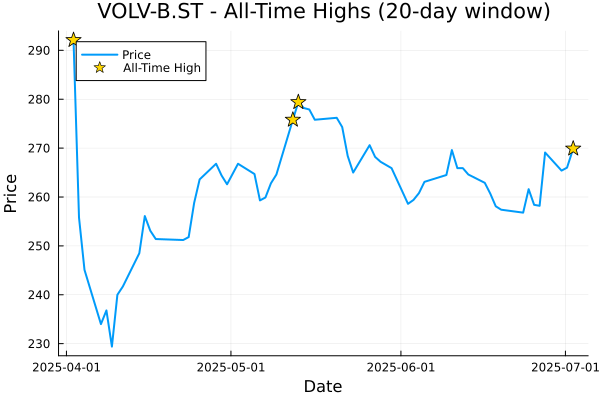 VOLV-B.ST - All-Time Highs (20-day window)
Price
All-Time High
290
280
270
260
250
240
230
Price
2025-04-01
2025-05-01
2025-06-01
2025-07-01
Date